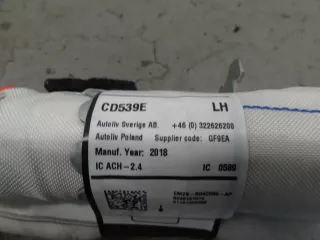 CD539E LH
Autoliv Sverige AB. +46 (0) 322626200
Autoliv Poland Supplier code: GF9EA
Manuf. Year: 2018
IC ACH-2.4 IC 0589